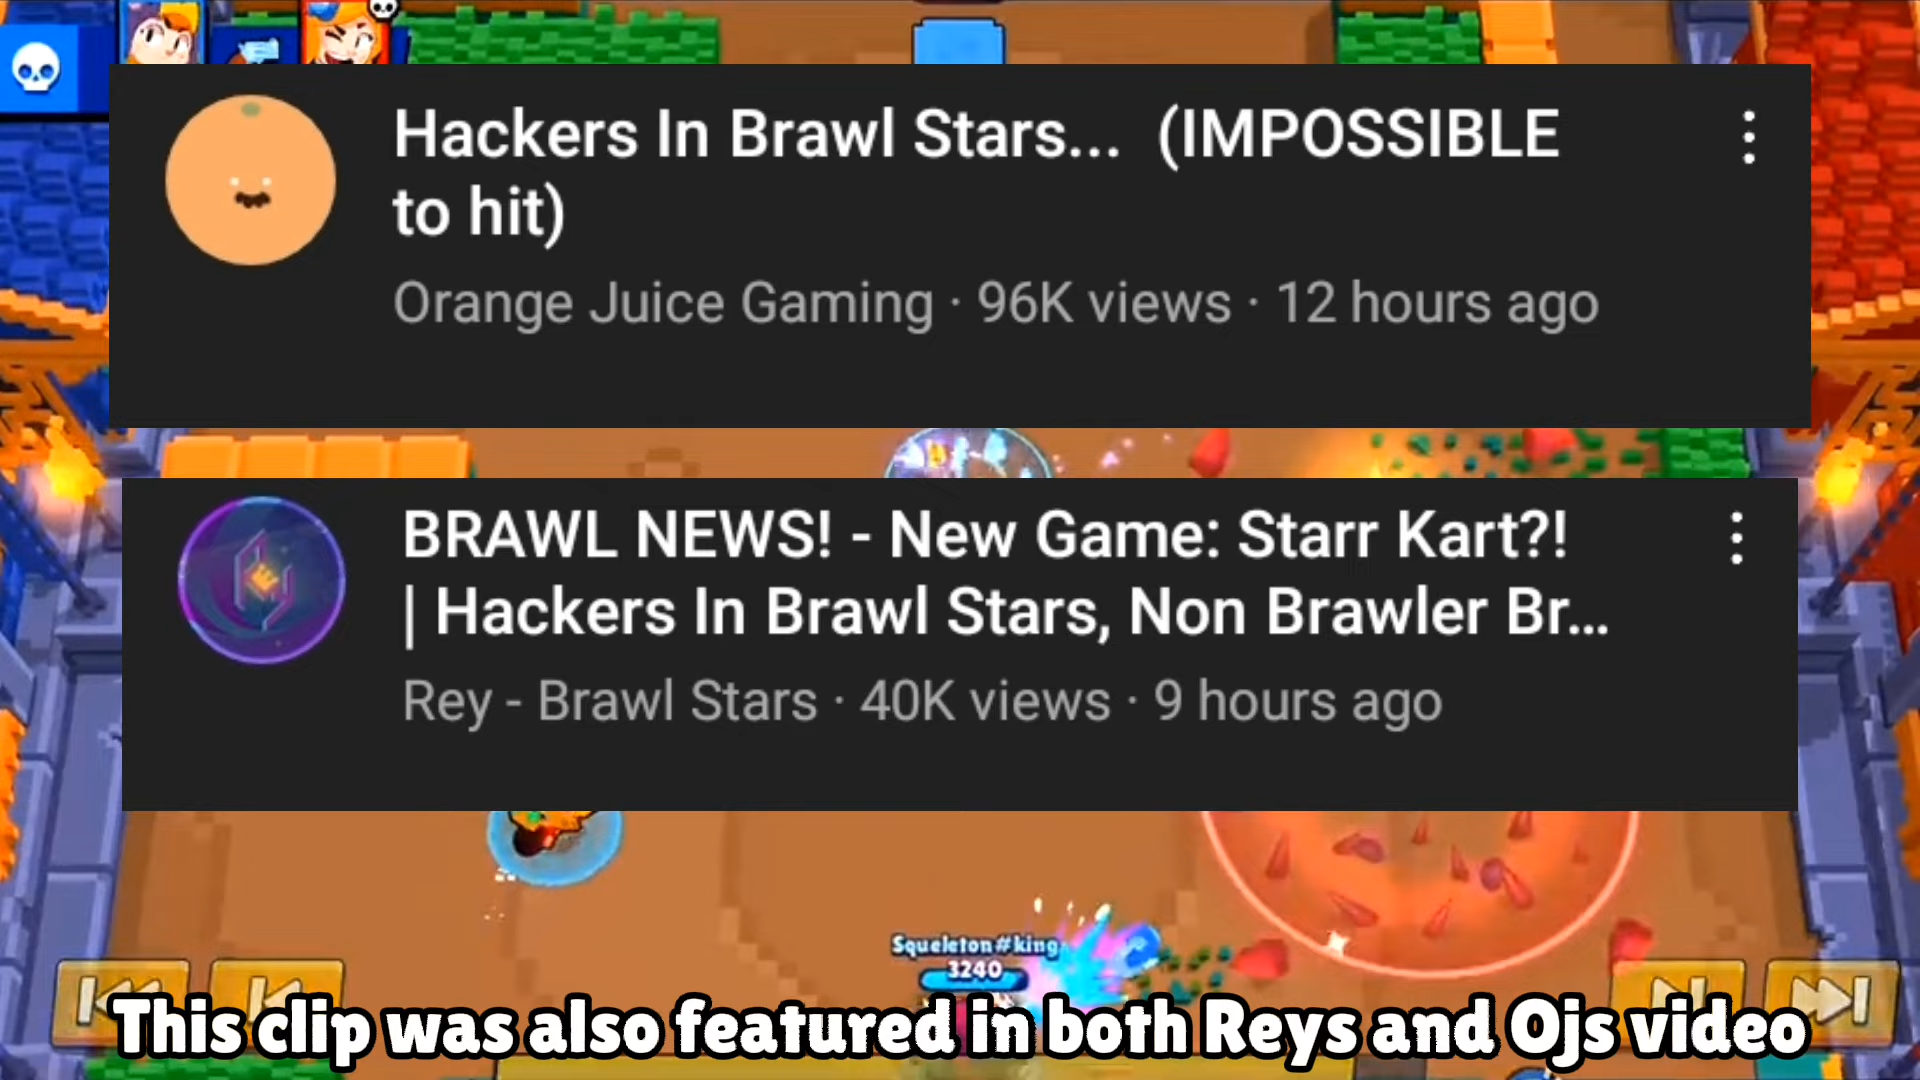 Hackers In Brawl Stars... (IMPOSSIBLE
to hit)
Orange Juice Gaming · 96K views · 12 hours ago
BRAWL NEWS! - New Game: Starr Kart?!
| Hackers In Brawl Stars, Non Brawler Br...
Rey - Brawl Stars · 40K views · 9 hours ago
Squeleton#king
3240
This clip was also featured in both Reys and Ojs video